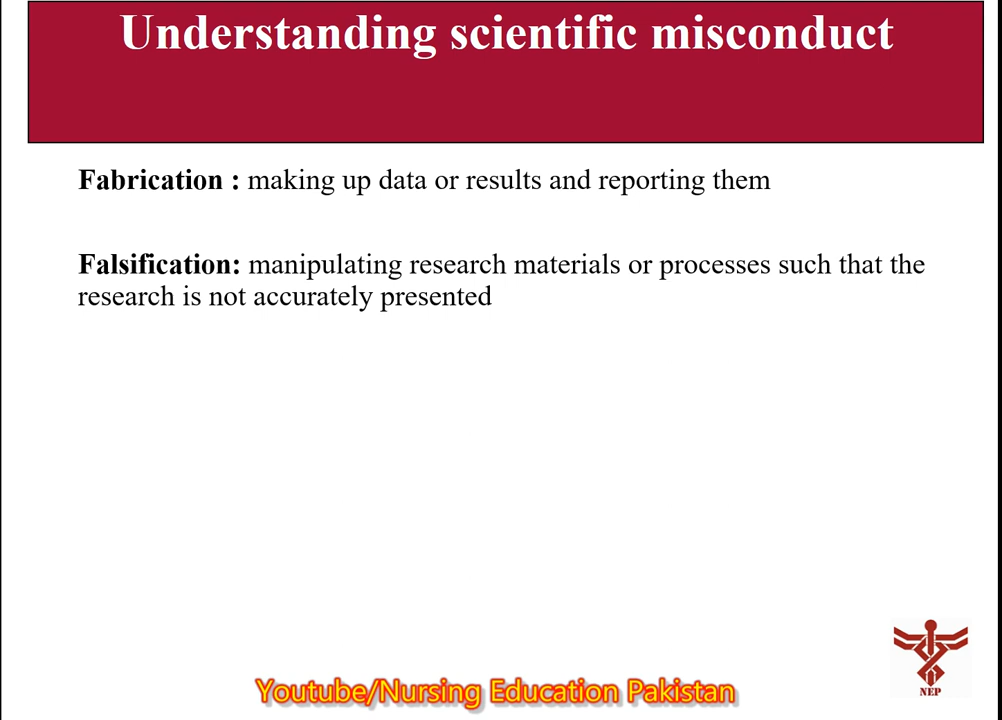 Understanding scientific misconduct
Fabrication : making up data or results and reporting them
Falsification: manipulating research materials or processes such that the
research is not accurately presented
NEP
Youtube/Nursing Education Pakistan